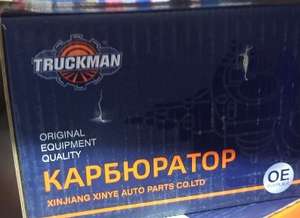 TRUCKMAN
ORIGINAL
EQUIPMENT
QUALITY
КАРБЮРАТОР
XINJIANG XINYE AUTO PARTS CO.LTD
OE